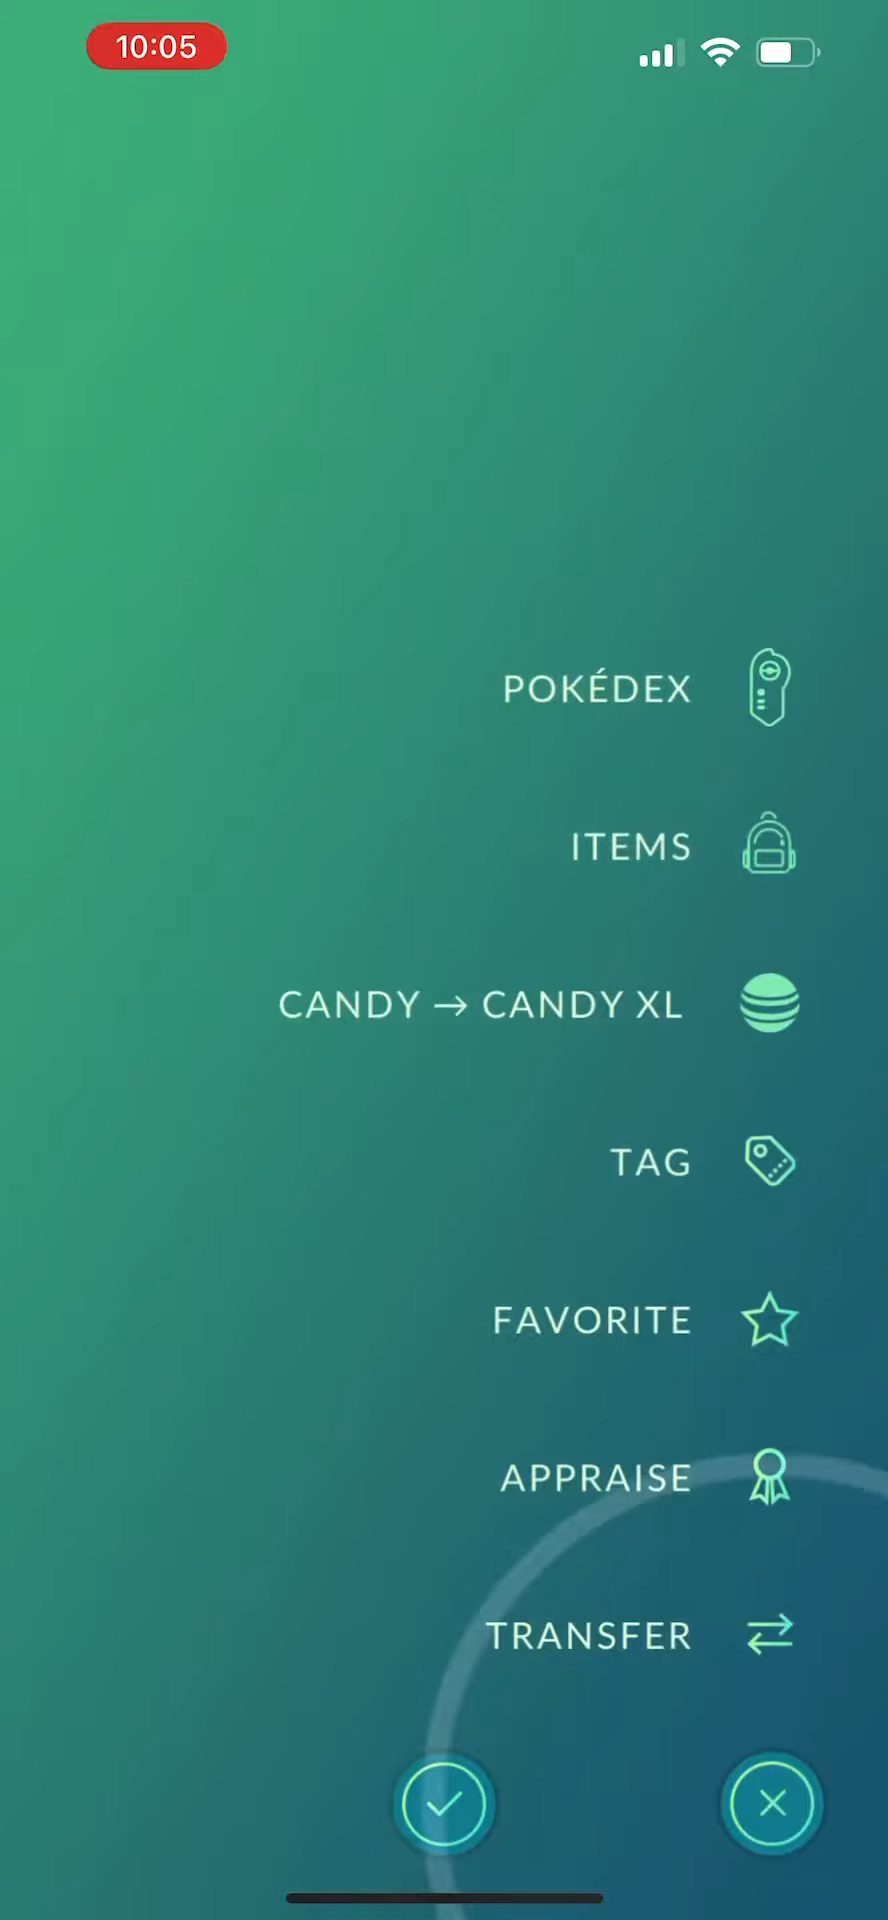 10:05
POKÉDEX
ITEMS
CANDY → CANDY XL
TAG
FAVORITE
APPRAISE
TRANSFER